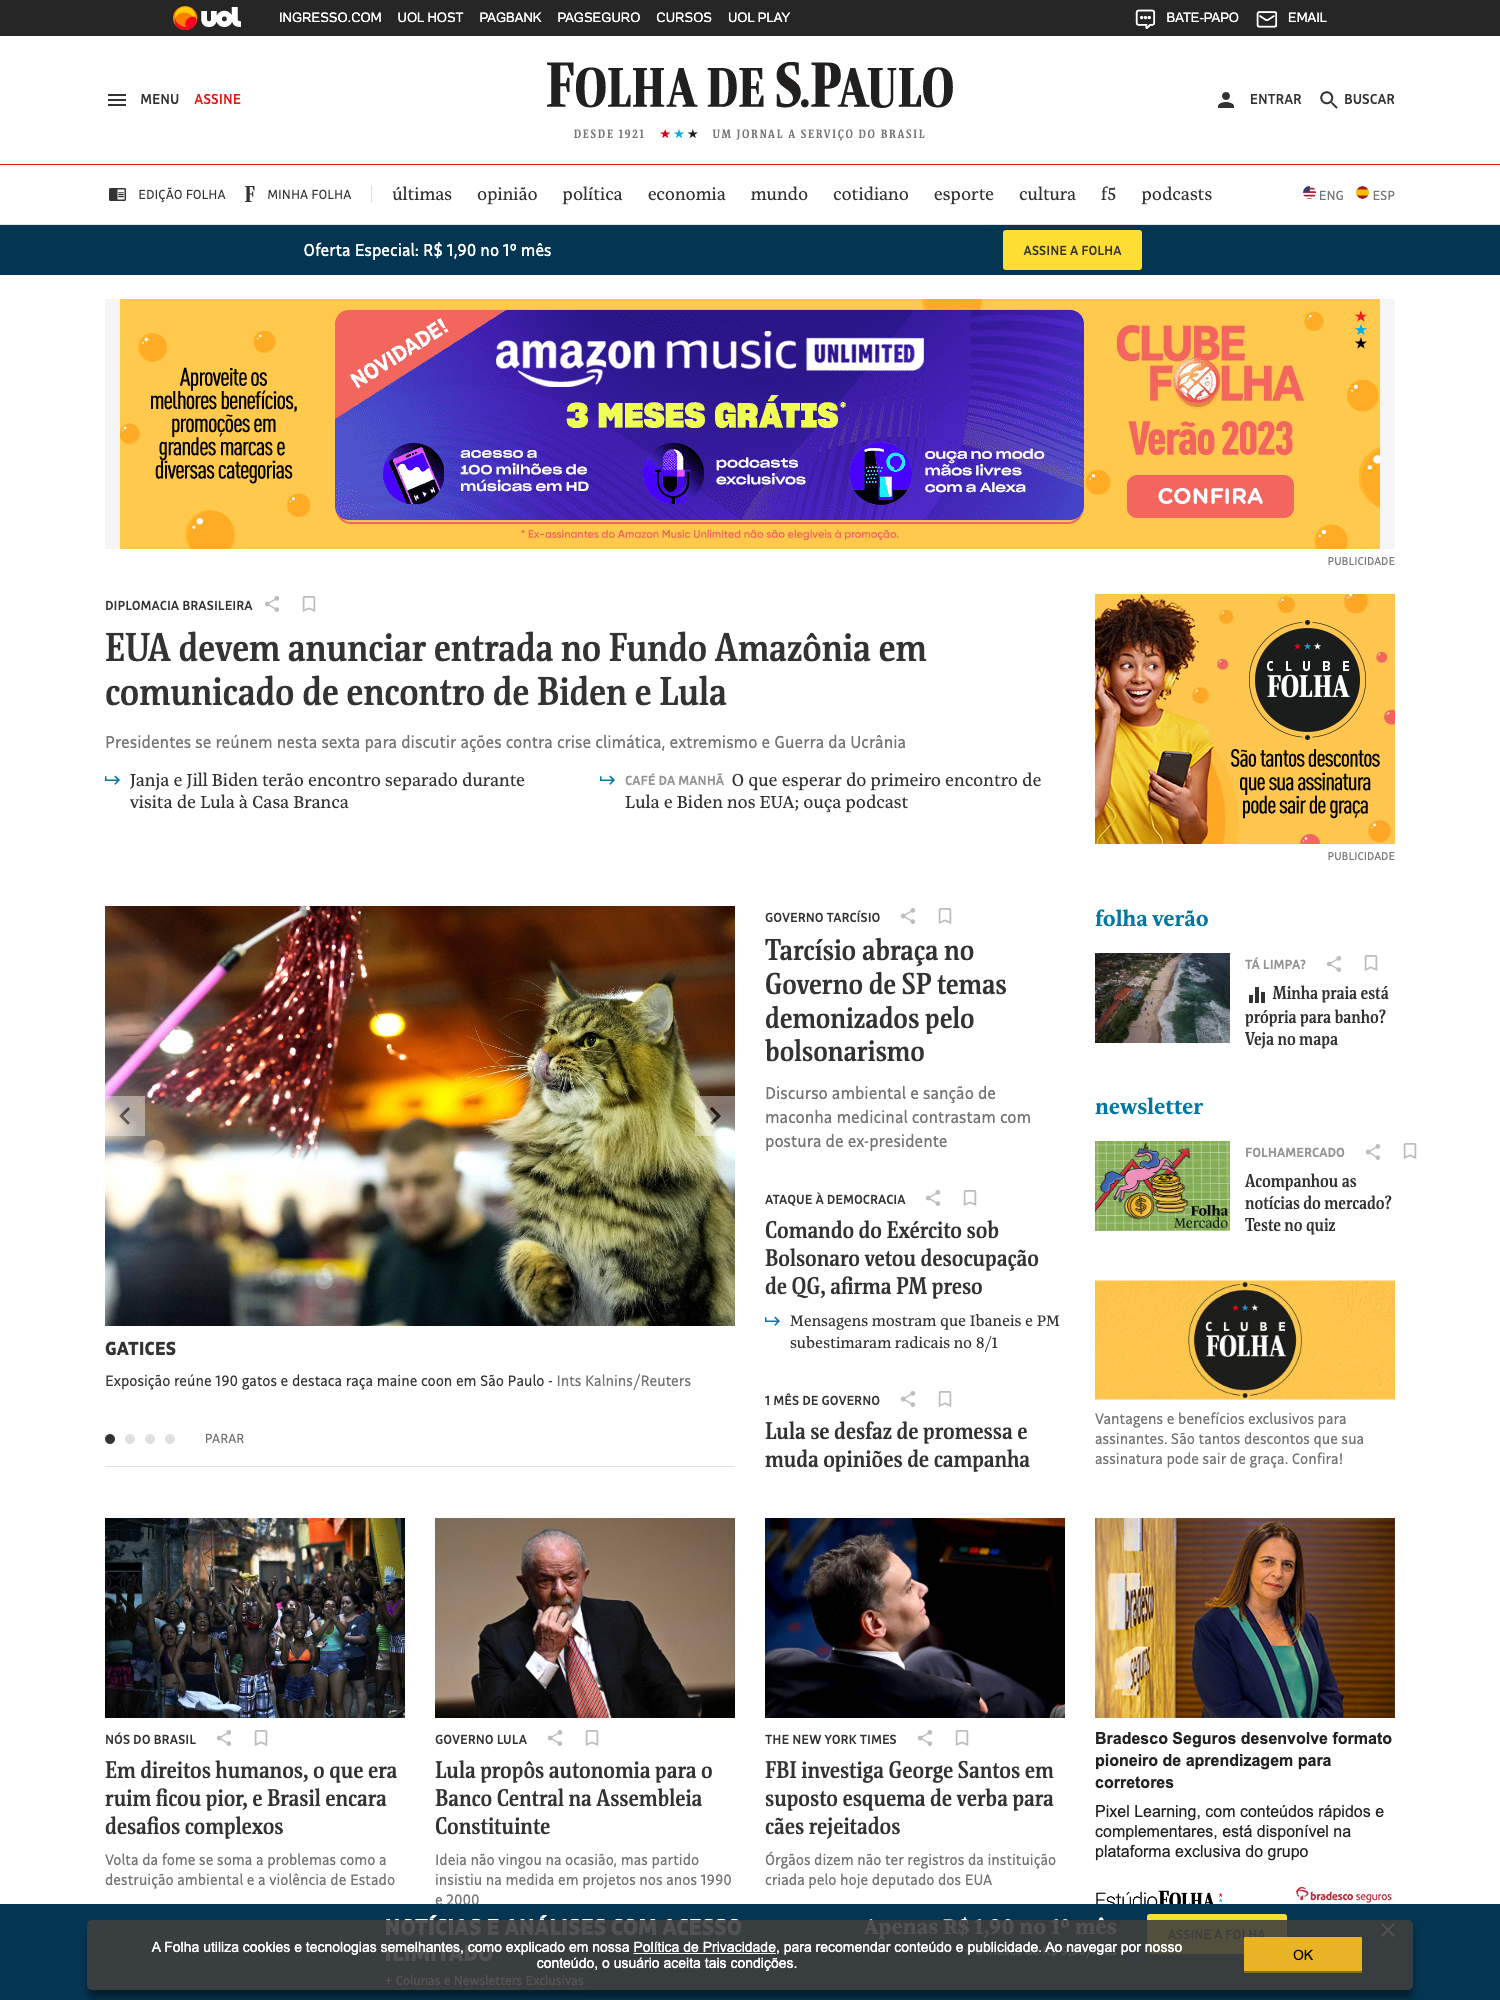 uol
INGRESSO.COM UOL HOST PAGBANK PAGSEGURO CURSOS UOL PLAY
BATE-PAPO EMAIL
MENU ASSINE
FOLHA DE S.PAULO
DESDE 1921 ★ ★ ★ UM JORNAL A SERVIÇO DO BRASIL
ENTRAR BUSCAR
EDIÇÃO FOLHA F MINHA FOLHA
últimas opinião política economia mundo cotidiano esporte cultura f5 podcasts
ENG ESP
Oferta Especial: R$ 1,90 no 1º mês
ASSINE A FOLHA
Aproveite os
melhores benefícios,
promoções em
grandes marcas e
diversas categorias
NOVIDADE!
amazon music UNLIMITED
3 MESES GRÁTIS*
acesso a
100 milhões de
músicas em HD
podcasts
exclusivos
ouça no modo
mãos livres
com a Alexa
* Ex-assinantes do Amazon Music Unlimited não são elegíveis à promoção.
CLUBE
FOLHA
Verão 2023
CONFIRA
PUBLICIDADE
DIPLOMACIA BRASILEIRA
EUA devem anunciar entrada no Fundo Amazônia em
comunicado de encontro de Biden e Lula
Presidentes se reúnem nesta sexta para discutir ações contra crise climática, extremismo e Guerra da Ucrânia
Janja e Jill Biden terão encontro separado durante
visita de Lula à Casa Branca
CAFÉ DA MANHÃ O que esperar do primeiro encontro de
Lula e Biden nos EUA; ouça podcast
CLUBE
FOLHA
São tantos descontos
que sua assinatura
pode sair de graça
PUBLICIDADE
GATICES
Exposição reúne 190 gatos e destaca raça maine coon em São Paulo - Ints Kalnins/Reuters
PARAR
GOVERNO TARCÍSIO
Tarcísio abraça no
Governo de SP temas
demonizados pelo
bolsonarismo
Discurso ambiental e sanção de
maconha medicinal contrastam com
postura de ex-presidente
ATAQUE À DEMOCRACIA
Comando do Exército sob
Bolsonaro vetou desocupação
de QG, afirma PM preso
Mensagens mostram que Ibaneis e PM
subestimaram radicais no 8/1
1 MÊS DE GOVERNO
Lula se desfaz de promessa e
muda opiniões de campanha
folha verão
TÁ LIMPA?
Minha praia está
própria para banho?
Veja no mapa
newsletter
Folha
Mercado
FOLHAMERCADO
Acompanhou as
notícias do mercado?
Teste no quiz
CLUBE
FOLHA
Vantagens e benefícios exclusivos para
assinantes. São tantos descontos que sua
assinatura pode sair de graça. Confira!
NÓS DO BRASIL
Em direitos humanos, o que era
ruim ficou pior, e Brasil encara
desafios complexos
Volta da fome se soma a problemas como a
destruição ambiental e a violência de Estado
GOVERNO LULA
Lula propôs autonomia para o
Banco Central na Assembleia
Constituinte
Ideia não vingou na ocasião, mas partido
insistiu na medida em projetos nos anos 1990
e 2000
THE NEW YORK TIMES
FBI investiga George Santos em
suposto esquema de verba para
cães rejeitados
Órgãos dizem não ter registros da instituição
criada pelo hoje deputado dos EUA
bradesco
seguros
Bradesco Seguros desenvolve formato
pioneiro de aprendizagem para
corretores
Pixel Learning, com conteúdos rápidos e
complementares, está disponível na
plataforma exclusiva do grupo
EstúdioFOLHA
bradesco seguros
NOTÍCIAS E ANÁLISES COM ACESSO
ILIMITADO
+ Colunas e Newsletters Exclusivas
Apenas R$ 1,90 no 1º mês
ASSINE A FOLHA
A Folha utiliza cookies e tecnologias semelhantes, como explicado em nossa Política de Privacidade, para recomendar conteúdo e publicidade. Ao navegar por nosso
conteúdo, o usuário aceita tais condições.
OK